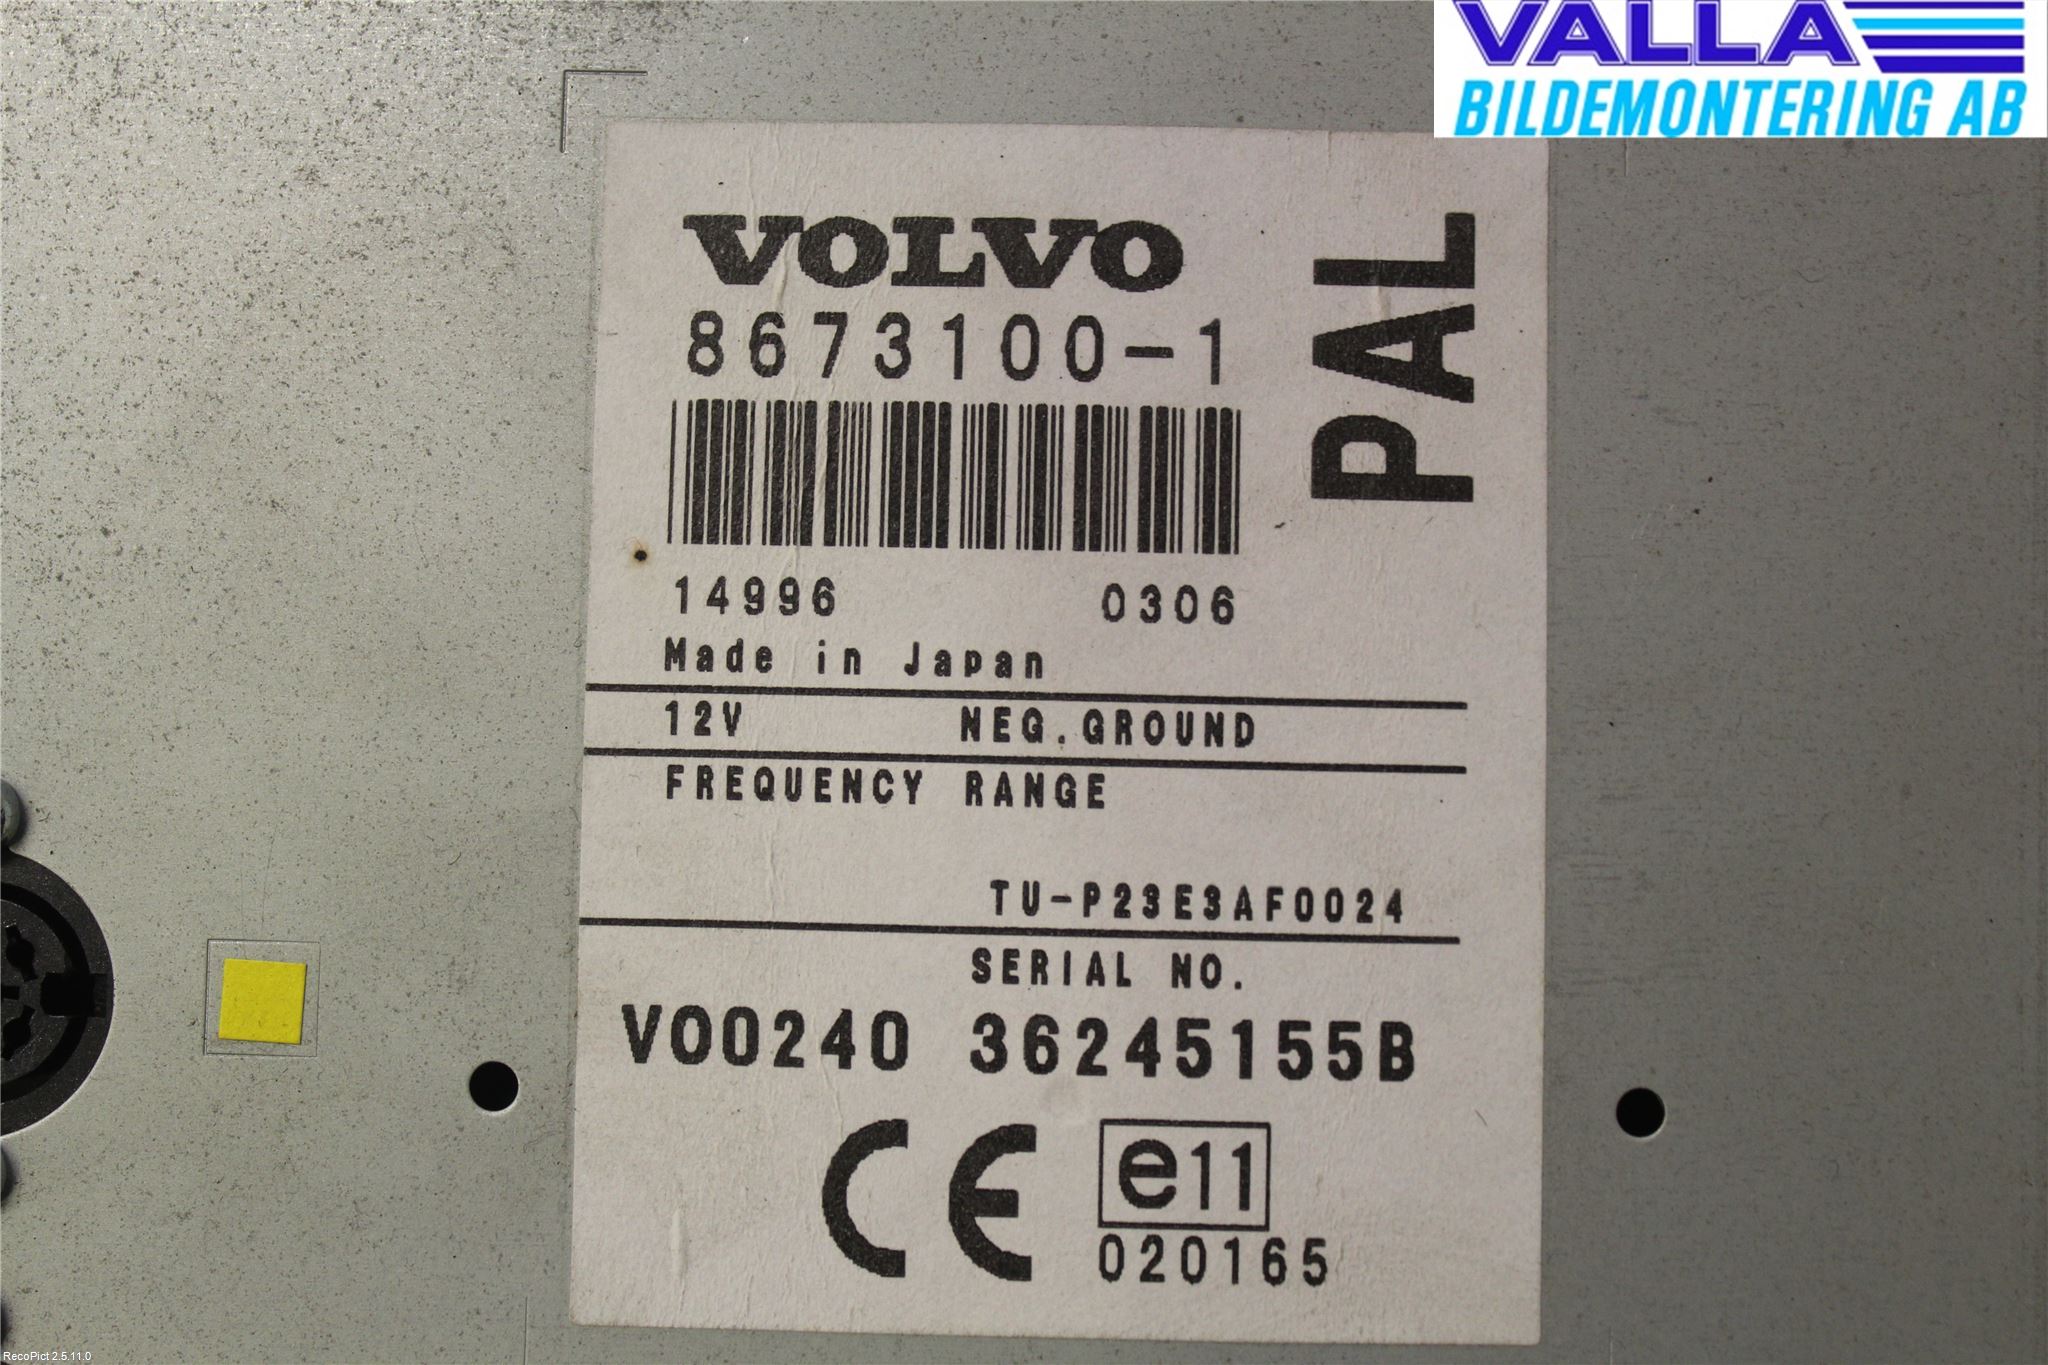 VALLA
BILDEMONTERING AB
VOLVO
8673100-1
PAL
14996 0306
Made in Japan
12V NEG.GROUND
FREQUENCY RANGE
TU-P23E3AF0024
SERIAL NO.
V00240 36245155B
CE e11
020165
RecoPict 2.5.11.0